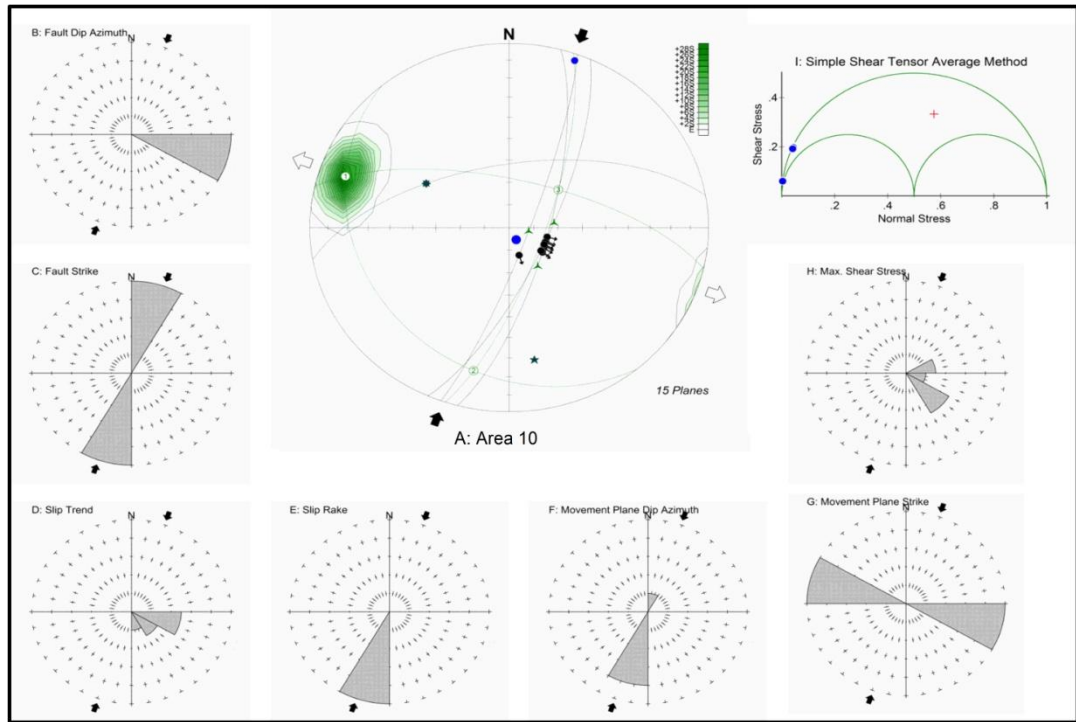 B: Fault Dip Azimuth
N
C: Fault Strike
N
D: Slip Trend
N
N
1
2
3
15 Planes
A: Area 10
E: Slip Rake
N
F: Movement Plane Dip Azimuth
N
I: Simple Shear Tensor Average Method
Shear Stress
.4
.2
.2
.4
.6
.8
1
Normal Stress
H: Max. Shear Stress
N
G: Movement Plane Strike
N